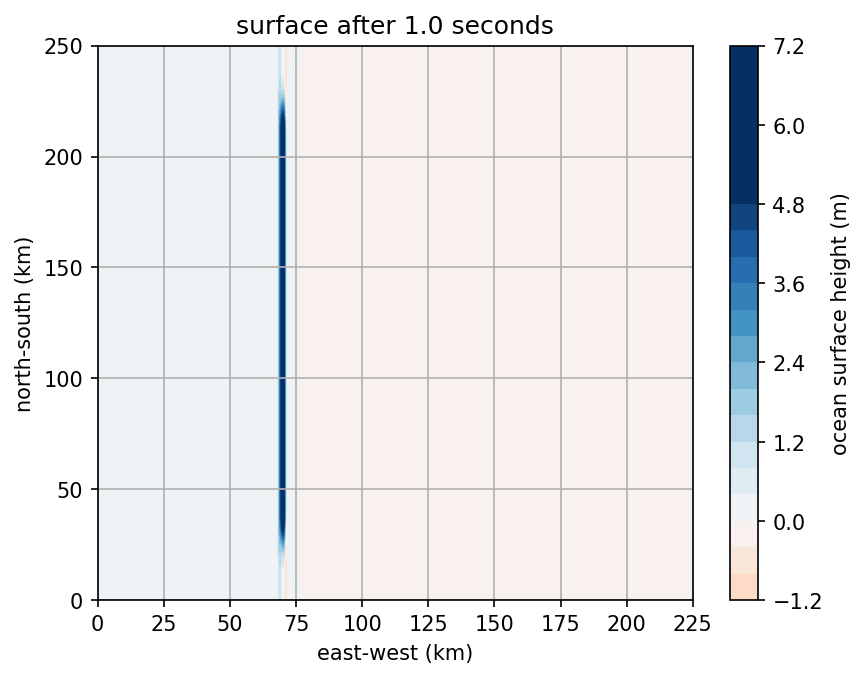 surface after 1.0 seconds
250
200
150
100
50
0
north-south (km)
0 25 50 75 100 125 150 175 200 225
east-west (km)
7.2
6.0
4.8
3.6
2.4
1.2
0.0
−1.2
ocean surface height (m)